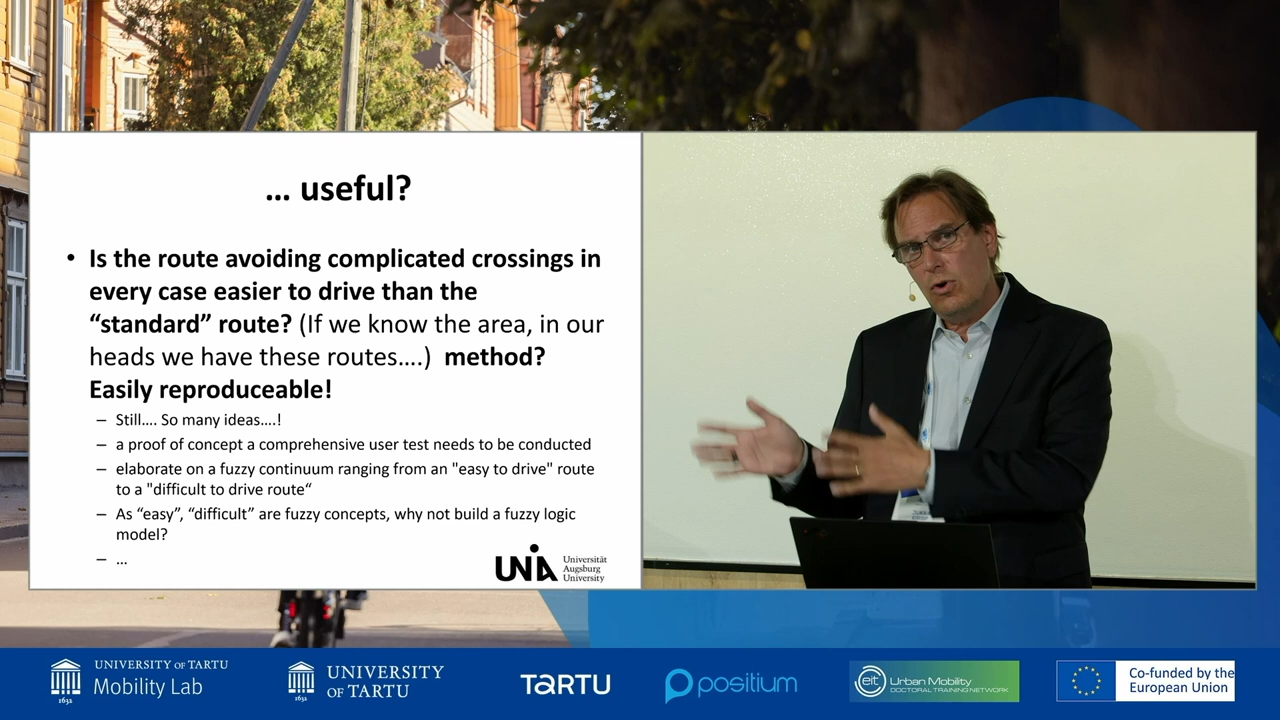 … useful?
• Is the route avoiding complicated crossings in
every case easier to drive than the
“standard” route? (If we know the area, in our
heads we have these routes….) method?
Easily reproduceable!
– Still…. So many ideas….!
– a proof of concept a comprehensive user test needs to be conducted
– elaborate on a fuzzy continuum ranging from an "easy to drive" route
to a "difficult to drive route“
– As “easy”, “difficult” are fuzzy concepts, why not build a fuzzy logic
model?
– …
UNIA Universität
Augsburg
University
UNIVERSITY OF TARTU
Mobility Lab
1632
UNIVERSITY
OF TARTU
1632
TARTU
positium
eit Urban Mobility
DOCTORAL TRAINING NETWORK
Co-funded by the
European Union